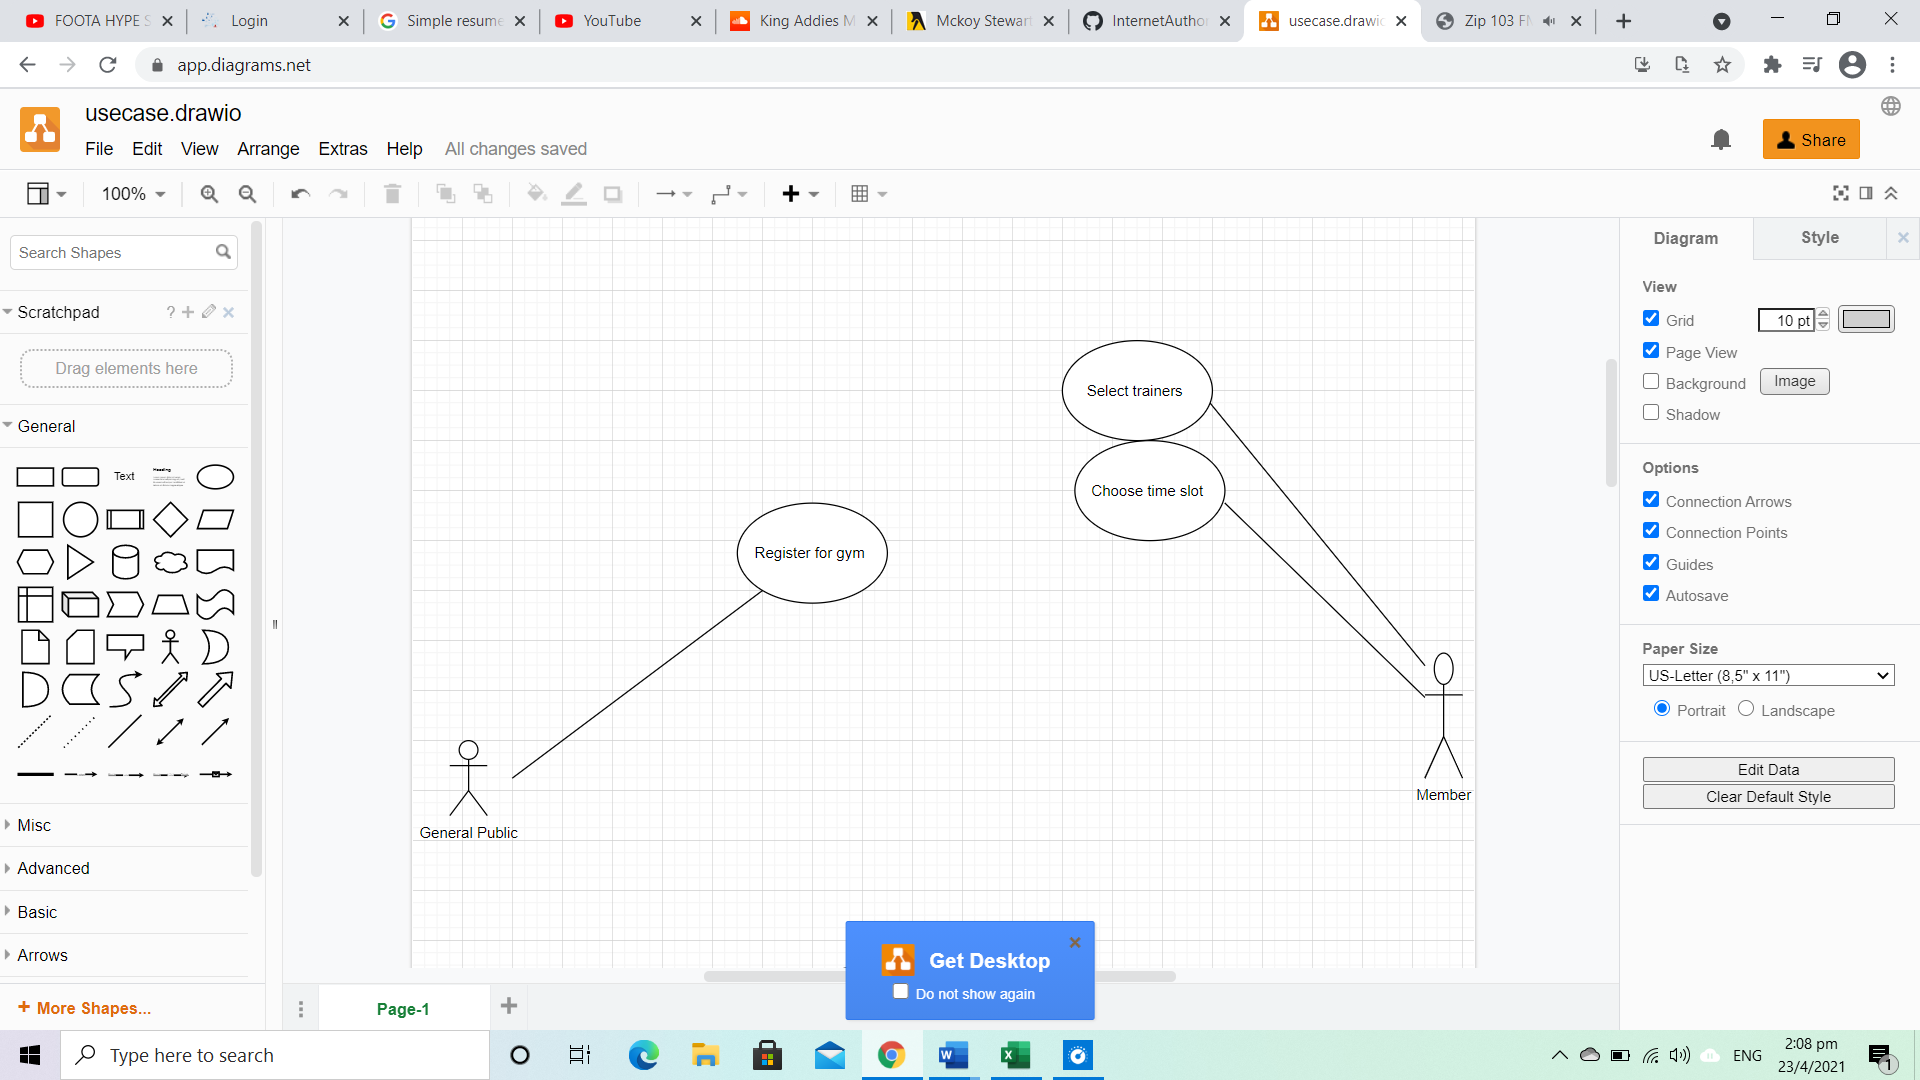 FOOTA HYPE S
Login
Simple resume
YouTube
King Addies M
Mckoy Stewart
InternetAutho
usecase.drawio
Zip 103 FM
app.diagrams.net
usecase.drawio
File Edit View Arrange Extras Help All changes saved
Share
100%
Search Shapes
Scratchpad
?
Drag elements here
General
Text
Heading
Misc
Advanced
Basic
Arrows
+ More Shapes...
Select trainers
Choose time slot
Register for gym
General Public
Member
Get Desktop
Do not show again
Page-1
Diagram
Style
View
Grid
10 pt
Page View
Background
Image
Shadow
Options
Connection Arrows
Connection Points
Guides
Autosave
Paper Size
US-Letter (8,5" x 11")
Portrait Landscape
Edit Data
Clear Default Style
Type here to search
ENG
2:08 pm
23/4/2021
1